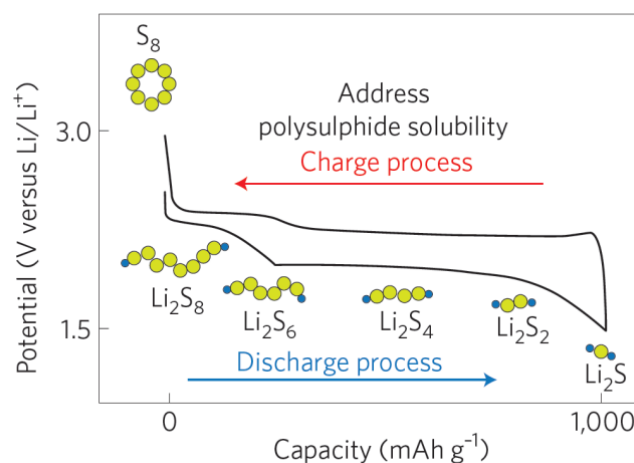 S₈
Address
polysulphide solubility
Charge process
3.0
Potential (V versus Li/Li⁺)
Li₂S₈
Li₂S₆
Li₂S₄
Li₂S₂
Li₂S
1.5
Discharge process
0
1,000
Capacity (mAh g⁻¹)